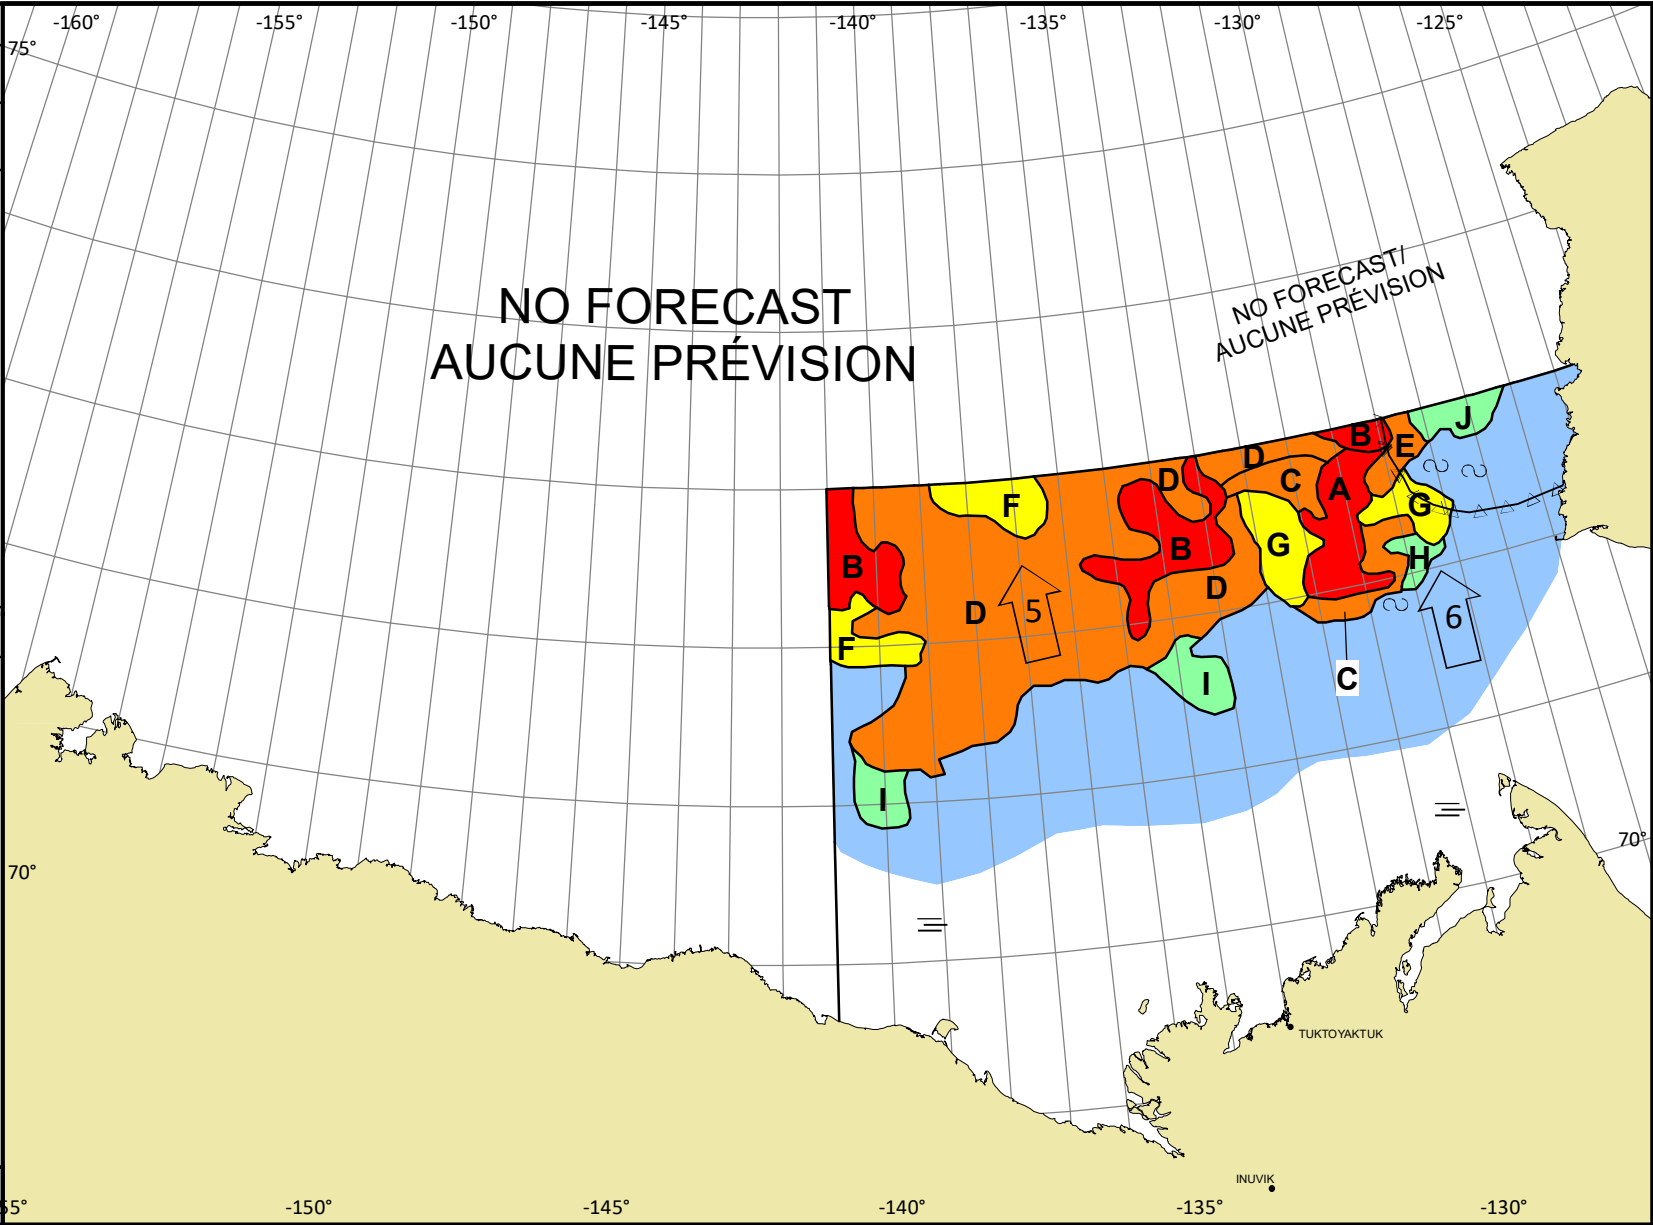 -160° -155° -150° -145° -140° -135° -130° -125°
75°
NO FORECAST/
AUCUNE PRÉVISION
NO FORECAST
AUCUNE PRÉVISION
J
B
E
D
D
C
A
F
G
G
B
B
H
D
D
5
6
F
C
I
I
70°
70°
TUKTOYAKTUK
INUVIK
55° -150° -145° -140° -135° -130°